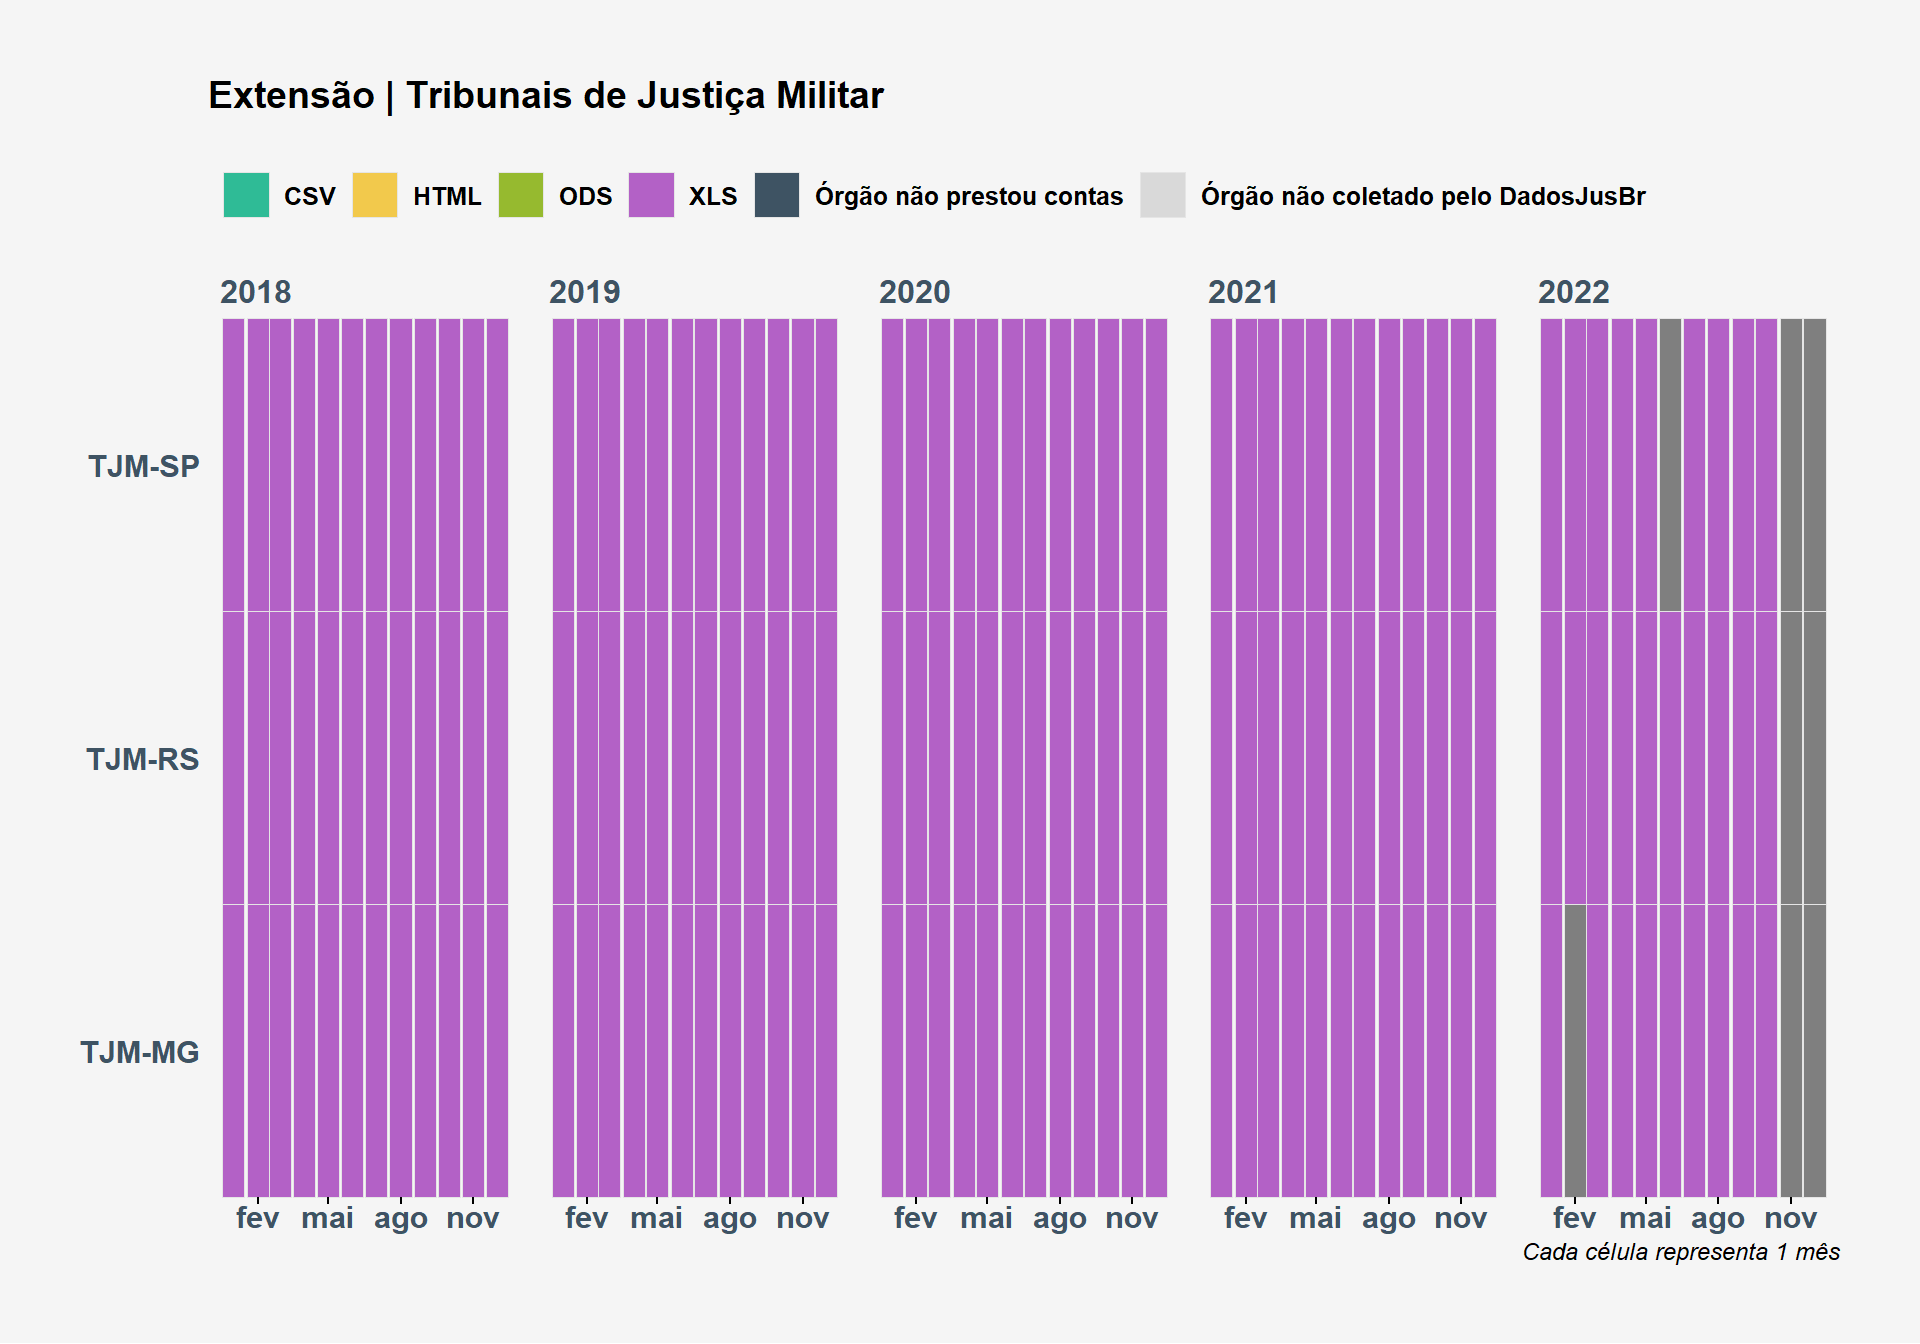 Extensão | Tribunais de Justiça Militar
CSV HTML ODS XLS Órgão não prestou contas Órgão não coletado pelo DadosJusBr
2018 2019 2020 2021 2022
TJM-SP
TJM-RS
TJM-MG
fev mai ago nov fev mai ago nov fev mai ago nov fev mai ago nov fev mai ago nov
Cada célula representa 1 mês